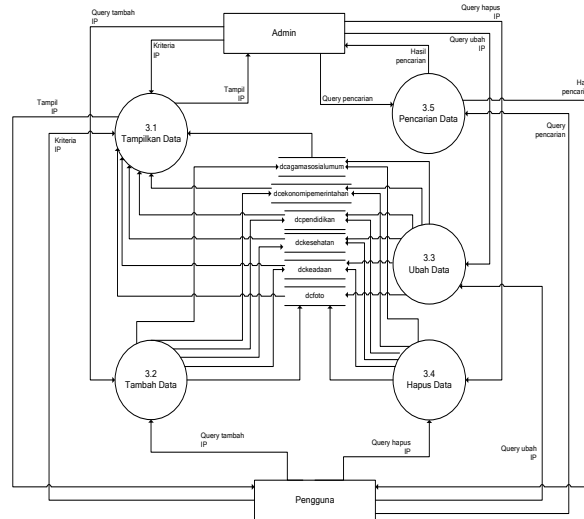 Query tambah
IP
Admin
Query hapus
IP
Query ubah
IP
Kriteria
IP
Hasil
pencarian
Tampil
IP
Query pencarian
3.5
Pencarian Data
Has
pencari
Tampil
IP
Kriteria
IP
3.1
Tampilkan Data
Query
pencarian
dcagamasosialumum
dcekonomipemerintahan
dcpendidikan
dckesehatan
dckeadaan
dcfoto
3.3
Ubah Data
3.2
Tambah Data
3.4
Hapus Data
Query tambah
IP
Query hapus
IP
Query ubah
IP
Pengguna